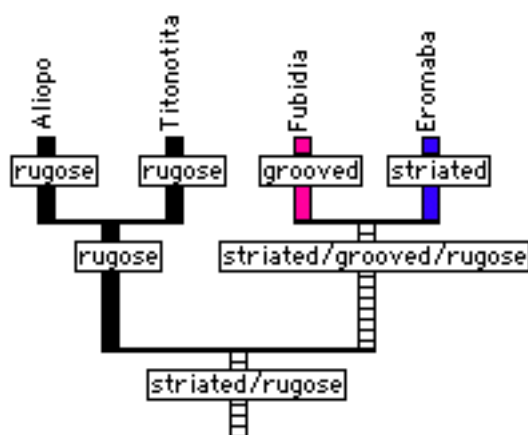 Aliopo
Titonotita
Fubidia
Eromaba
rugose
rugose
grooved
striated
rugose
striated/grooved/rugose
striated/rugose